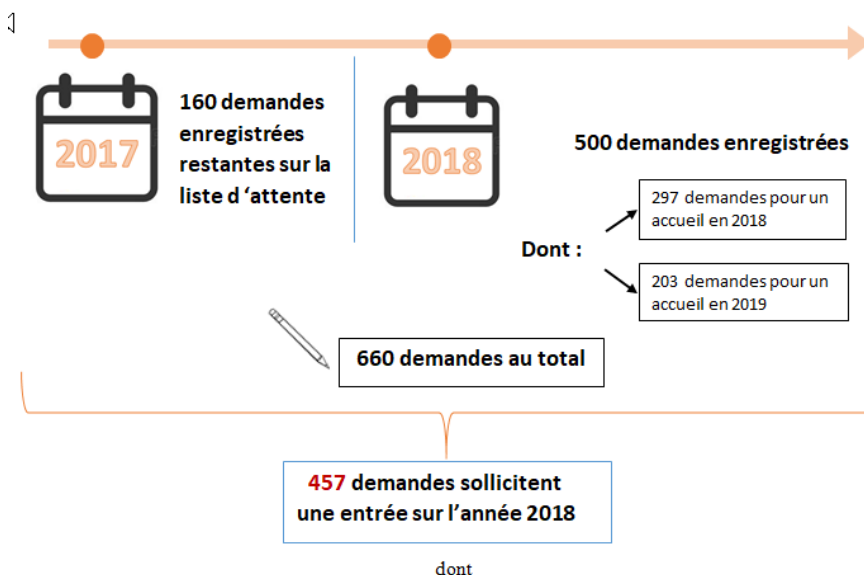 2017
160 demandes
enregistrées
restantes sur la
liste d ‘attente
2018
500 demandes enregistrées
Dont :
297 demandes pour un
accueil en 2018
203 demandes pour un
accueil en 2019
660 demandes au total
457 demandes sollicitent
une entrée sur l’année 2018
dont